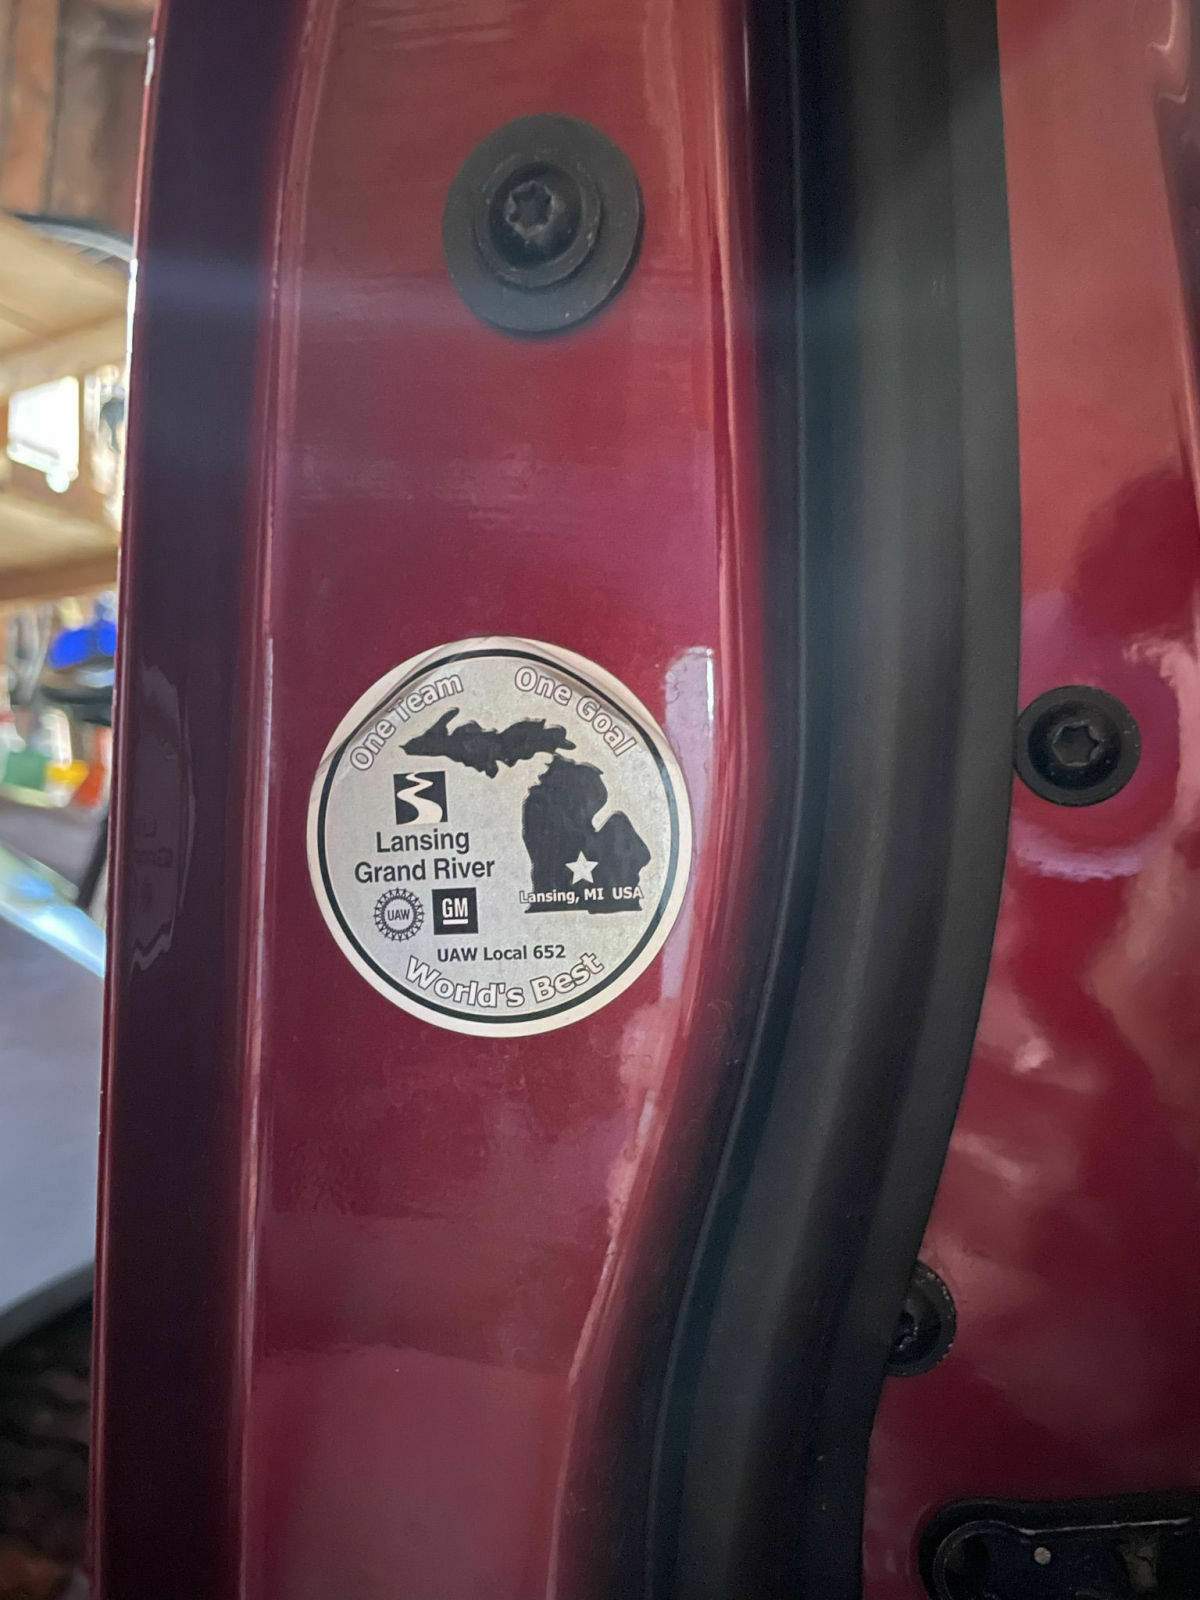 One Team One Goal
Lansing
Grand River
UAW
GM
Lansing, MI USA
UAW Local 652
World's Best